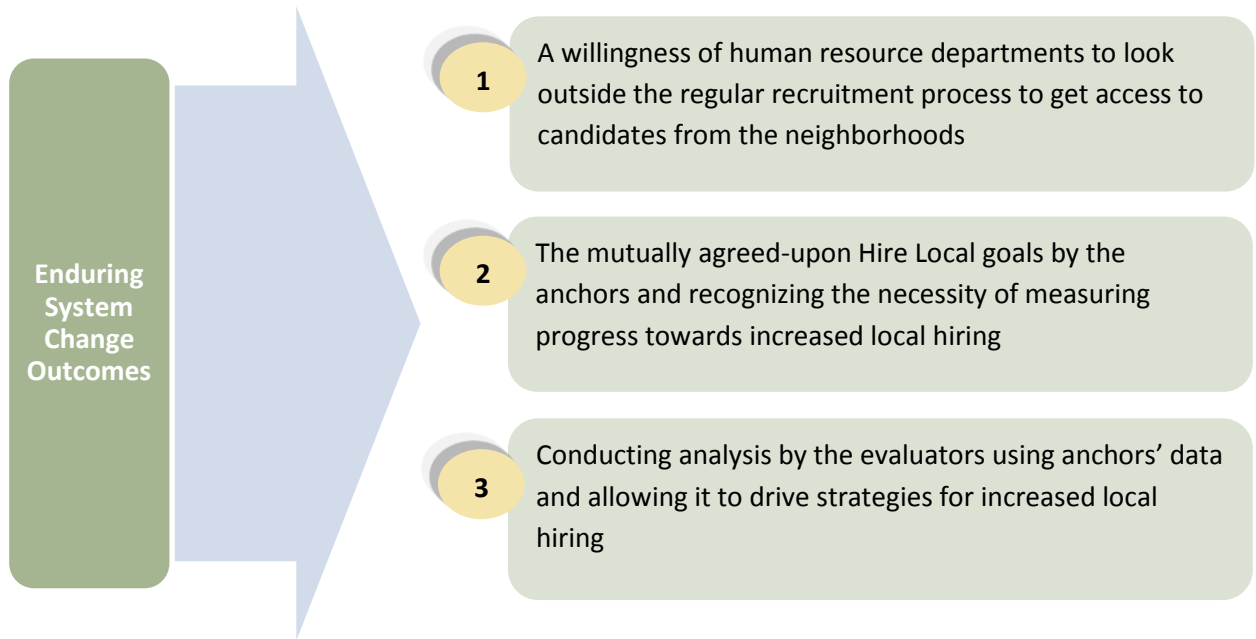 Enduring
System
Change
Outcomes
1
A willingness of human resource departments to look
outside the regular recruitment process to get access to
candidates from the neighborhoods
2
The mutually agreed-upon Hire Local goals by the
anchors and recognizing the necessity of measuring
progress towards increased local hiring
3
Conducting analysis by the evaluators using anchors’ data
and allowing it to drive strategies for increased local
hiring